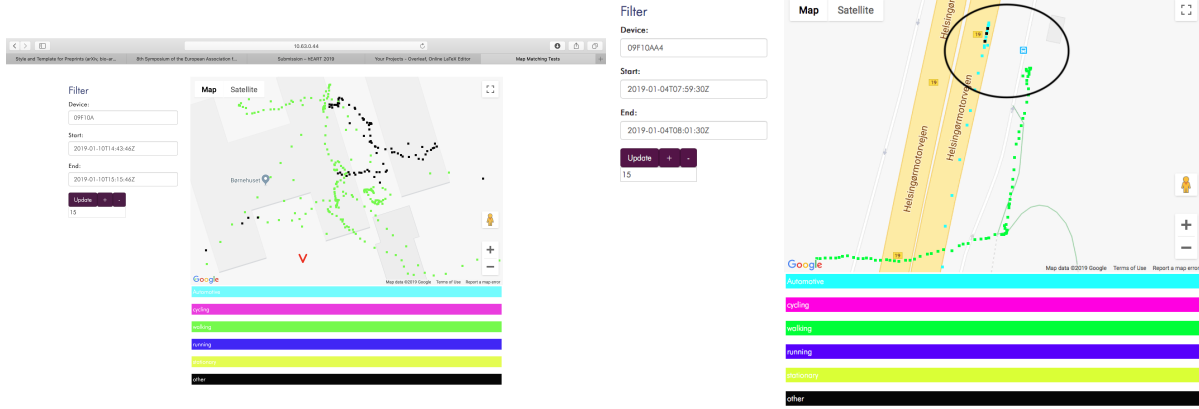 10.63.0.44
Style and Template for Preprints (arXiv, bio-ar...
8th Symposium of the European Association f...
Submission – HEART 2019
Your Projects - Overleaf, Online LaTeX Editor
Map Matching Tests
Filter
Device:
09F10A
Start:
2019-01-10T14:43:46Z
End:
2019-01-10T15:15:46Z
Update + -
15
Map Satellite
Børnehuset
Google
Map data ©2019 Google Terms of Use Report a map error
Automotive
cycling
walking
running
stationary
other
Filter
Device:
09F10AA4
Start:
2019-01-04T07:59:30Z
End:
2019-01-04T08:01:30Z
Update + -
15
Map Satellite
Helsingørmotorvejen
19
19
Helsingørmotorvejen
Helsingørmotorvejen
19
Google
Map data ©2019 Google Terms of Use Report a map error
Automotive
cycling
walking
running
stationary
other